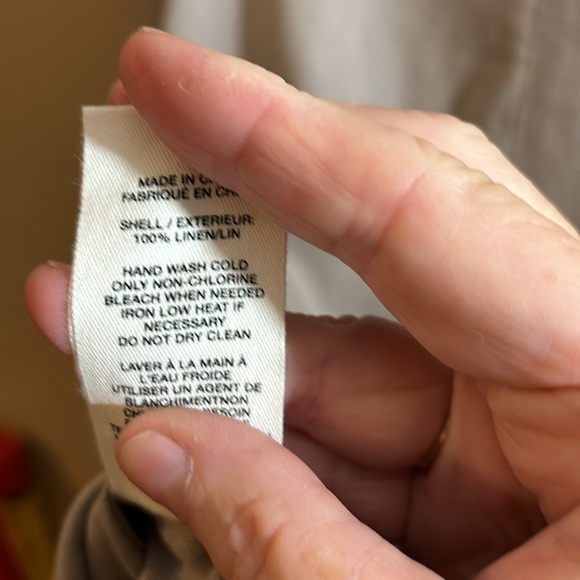 MADE IN
FABRIQUÉ EN
SHELL / EXTERIEUR:
100% LINEN/LIN
HAND WASH COLD
ONLY NON-CHLORINE
BLEACH WHEN NEEDED
IRON LOW HEAT IF
NECESSARY
DO NOT DRY CLEAN
LAVER À LA MAIN À
L'EAU FROIDE
UTILISER UN AGENT DE
BLANCHIMENTNON